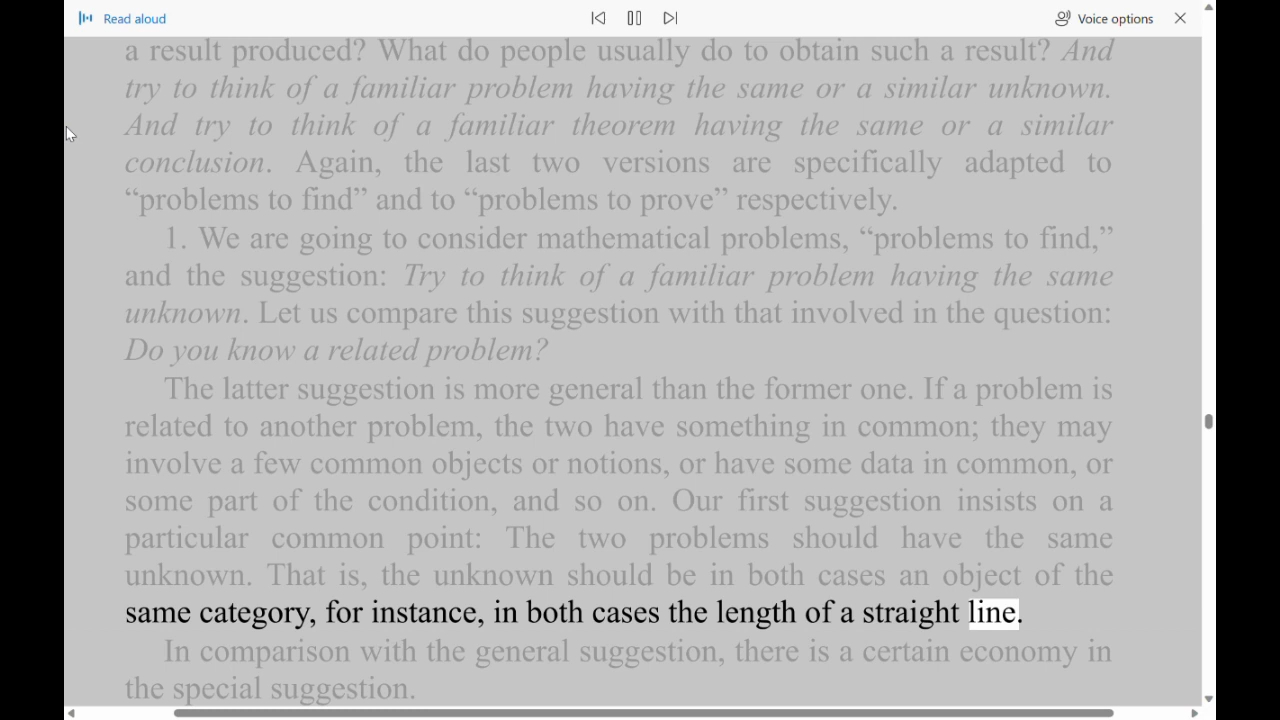 Read aloud
Voice options
a result produced? What do people usually do to obtain such a result? And
try to think of a familiar problem having the same or a similar unknown.
And try to think of a familiar theorem having the same or a similar
conclusion. Again, the last two versions are specifically adapted to
“problems to find” and to “problems to prove” respectively.
1. We are going to consider mathematical problems, “problems to find,”
and the suggestion: Try to think of a familiar problem having the same
unknown. Let us compare this suggestion with that involved in the question:
Do you know a related problem?
The latter suggestion is more general than the former one. If a problem is
related to another problem, the two have something in common; they may
involve a few common objects or notions, or have some data in common, or
some part of the condition, and so on. Our first suggestion insists on a
particular common point: The two problems should have the same
unknown. That is, the unknown should be in both cases an object of the
same category, for instance, in both cases the length of a straight line.
In comparison with the general suggestion, there is a certain economy in
the special suggestion.